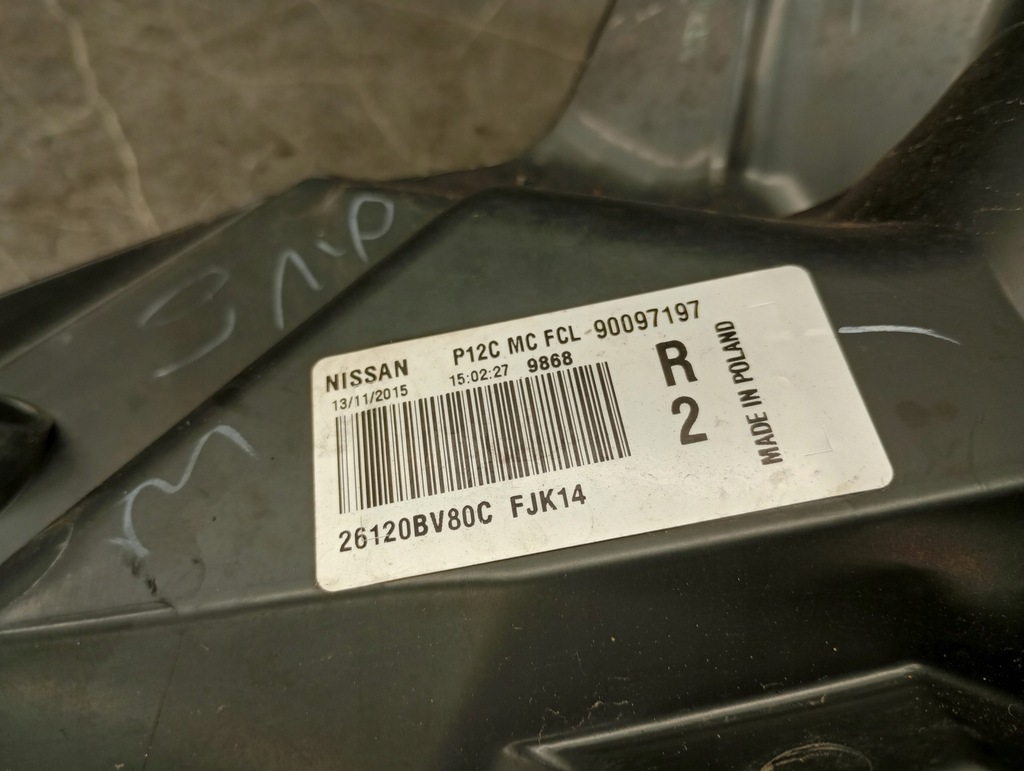 NISSAN P12C MC FCL -90097197
13/11/2015 15:02:27 9868
R
2
MADE IN POLAND
26120BV80C FJK14